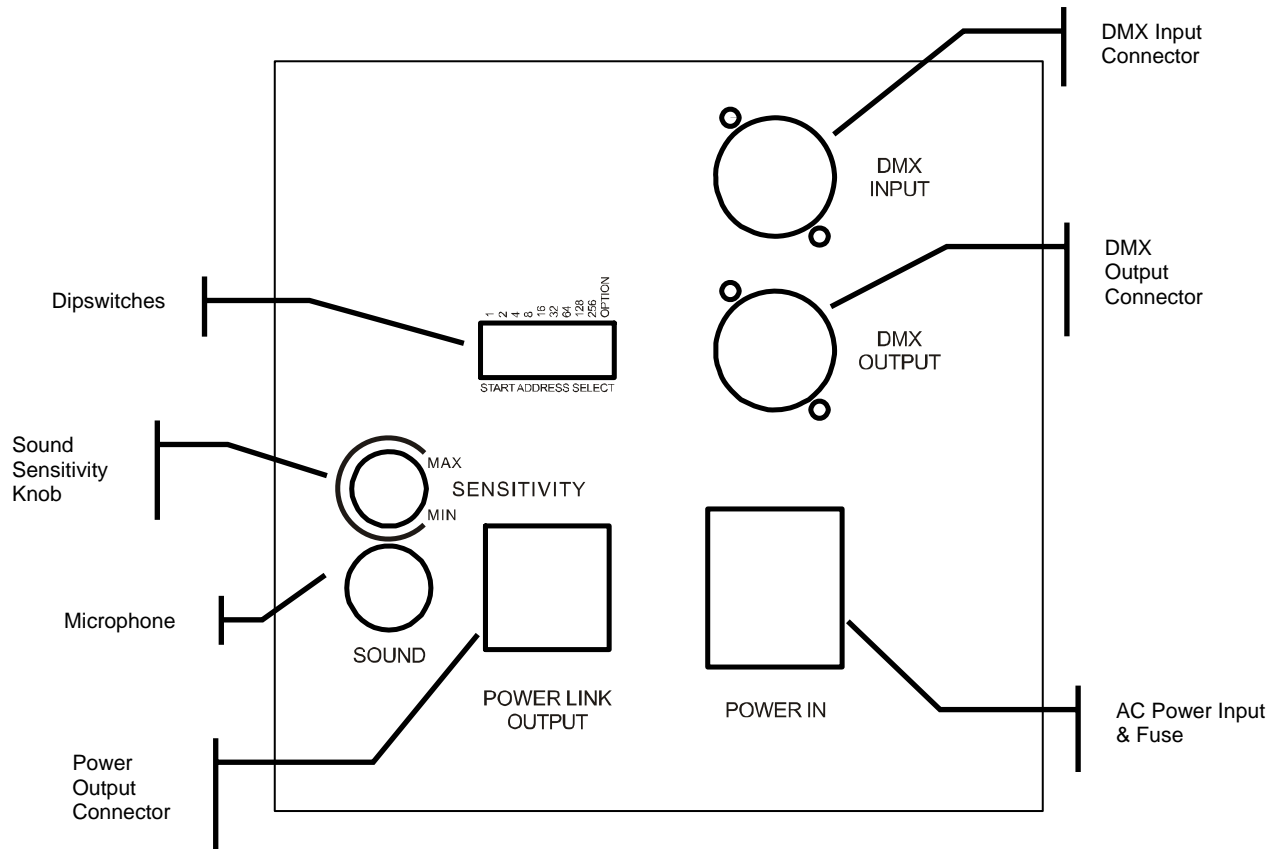 DMX Input
Connector
DMX
INPUT
DMX
Output
Connector
DMX
OUTPUT
Dipswitches
1
2
4
8
16
32
64
128
256
OPTION
START ADDRESS SELECT
Sound
Sensitivity
Knob
MAX
SENSITIVITY
MIN
Microphone
SOUND
POWER LINK
OUTPUT
POWER IN
AC Power Input
& Fuse
Power
Output
Connector